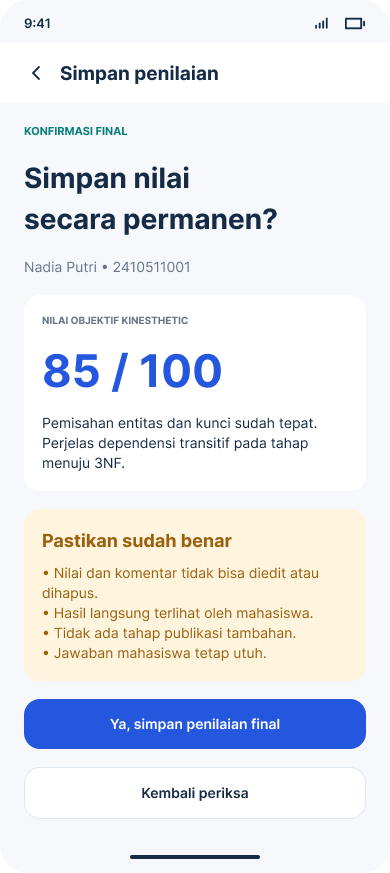 9:41
Simpan penilaian
KONFIRMASI FINAL
Simpan nilai
secara permanen?
Nadia Putri • 2410511001
NILAI OBJEKTIF KINESTHETIC
85 / 100
Pemisahan entitas dan kunci sudah tepat.
Perjelas dependensi transitif pada tahap
menuju 3NF.
Pastikan sudah benar
• Nilai dan komentar tidak bisa diedit atau
dihapus.
• Hasil langsung terlihat oleh mahasiswa.
• Tidak ada tahap publikasi tambahan.
• Jawaban mahasiswa tetap utuh.
Ya, simpan penilaian final
Kembali periksa